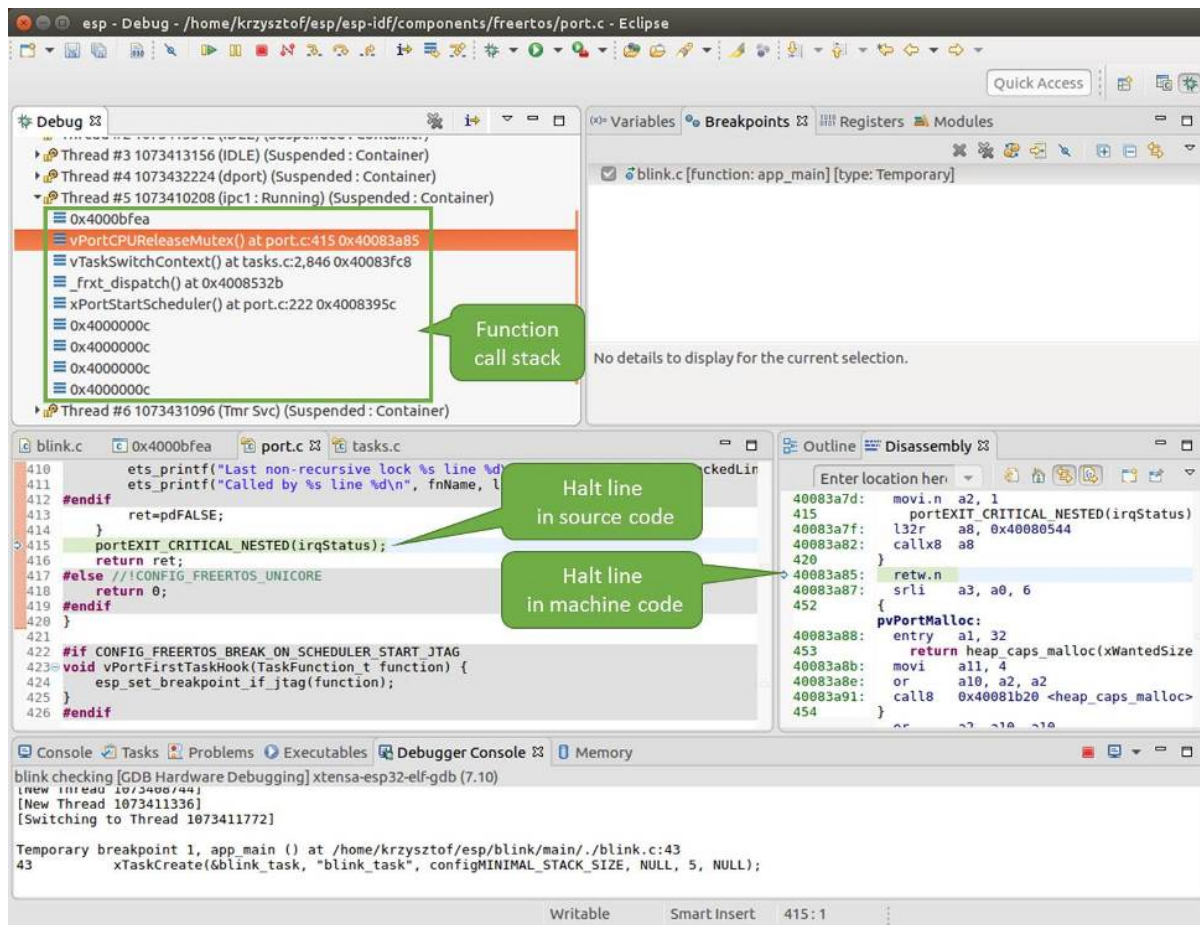 esp - Debug - /home/krzysztof/esp/esp-idf/components/freertos/port.c - Eclipse
Quick Access
Debug
Variables Breakpoints Registers Modules
Thread #3 1073413156 (IDLE) (Suspended : Container)
Thread #4 1073432224 (dport) (Suspended : Container)
Thread #5 1073410208 (ipc1 : Running) (Suspended : Container)
0x4000bfea
vPortCPUReleaseMutex() at port.c:415 0x40083a85
vTaskSwitchContext() at tasks.c:2,846 0x40083fc8
_frxt_dispatch() at 0x4008532b
xPortStartScheduler() at port.c:222 0x4008395c
0x4000000c
0x4000000c
0x4000000c
0x4000000c
Thread #6 1073431096 (Tmr Svc) (Suspended : Container)
Function
call stack
blink.c [function: app_main] [type: Temporary]
No details to display for the current selection.
blink.c 0x4000bfea port.c tasks.c
410 ets_printf("Last non-recursive lock %s line %d
411 ets_printf("Called by %s line %d\n", fnName, l
412 #endif
413 ret=pdFALSE;
414 }
415 portEXIT_CRITICAL_NESTED(irqStatus);
416 return ret;
417 #else //!CONFIG_FREERTOS_UNICORE
418 return 0;
419 #endif
420 }
421
422 #if CONFIG_FREERTOS_BREAK_ON_SCHEDULER_START_JTAG
423 void vPortFirstTaskHook(TaskFunction_t function) {
424 esp_set_breakpoint_if_jtag(function);
425 }
426 #endif
Halt line
in source code
Halt line
in machine code
Outline Disassembly
Enter location her
40083a7d: movi.n a2, 1
415 portEXIT_CRITICAL_NESTED(irqStatus)
40083a7f: l32r a8, 0x40080544
40083a82: callx8 a8
420 }
40083a85: retw.n
40083a87: srli a3, a0, 6
452 {
pvPortMalloc:
40083a88: entry a1, 32
453 return heap_caps_malloc(xWantedSize
40083a8b: movi a11, 4
40083a8e: or a10, a2, a2
40083a91: call8 0x40081b20 <heap_caps_malloc>
454 }
Console Tasks Problems Executables Debugger Console Memory
blink checking [GDB Hardware Debugging] xtensa-esp32-elf-gdb (7.10)
[New Thread 1073408744]
[New Thread 1073411336]
[Switching to Thread 1073411772]
Temporary breakpoint 1, app_main () at /home/krzysztof/esp/blink/main/./blink.c:43
43 xTaskCreate(&blink_task, "blink_task", configMINIMAL_STACK_SIZE, NULL, 5, NULL);
Writable Smart Insert 415 : 1